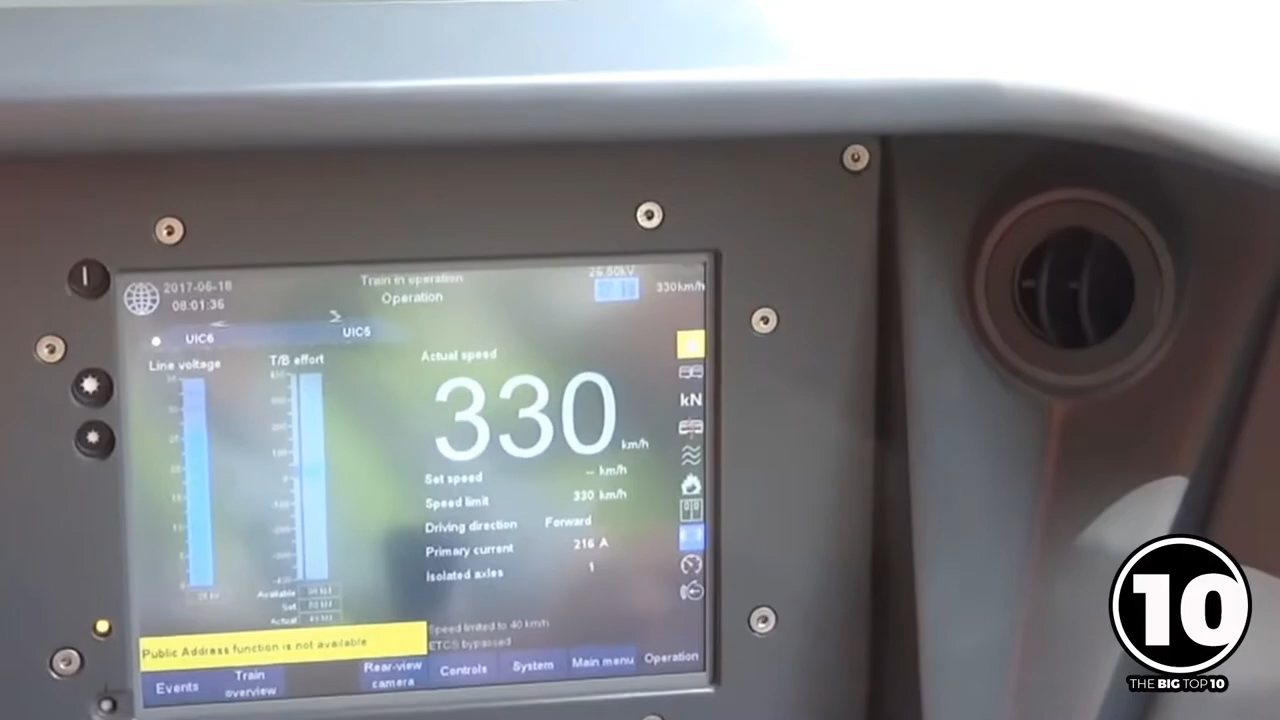 2017-06-18
08:01:36
Train in operation
Operation
330km/h
UIC6
UIC5
Line voltage
T/B effort
Actual speed
330 km/h
Set speed -- km/h
Speed limit 330 km/h
Driving direction Forward
Primary current 216 A
Isolated axles 1
kN
Available
Set
Actual
Public Address function is not available
Speed limited to 40 km/h
ETCS bypassed
Events
Train overview
Rear-view camera
Controls
System
Main menu
Operation
10
THE BIG TOP 10